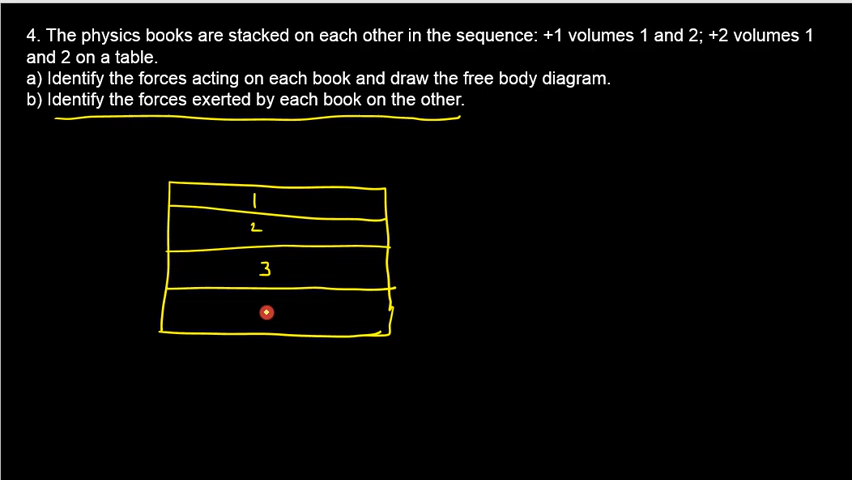 4. The physics books are stacked on each other in the sequence: +1 volumes 1 and 2; +2 volumes 1
and 2 on a table.
a) Identify the forces acting on each book and draw the free body diagram.
b) Identify the forces exerted by each book on the other.
1
2
3